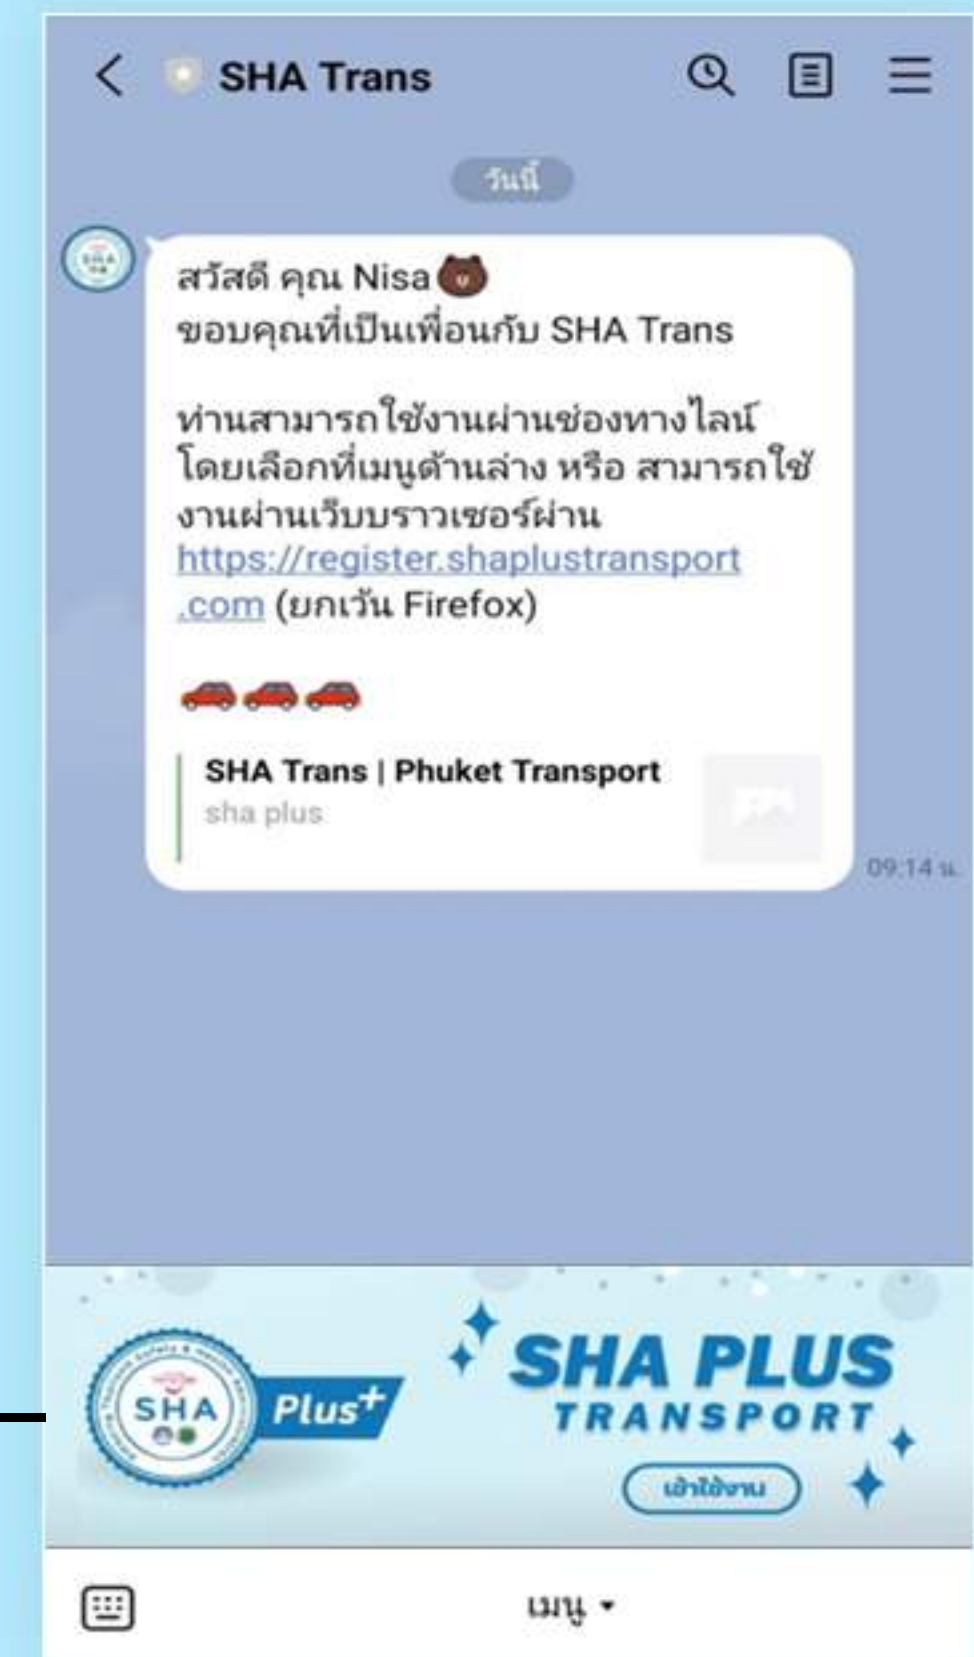 SHA Trans
วันนี้
สวัสดี คุณ Nisa
ขอบคุณที่เป็นเพื่อนกับ SHA Trans
ท่านสามารถใช้งานผ่านช่องทางไลน์
โดยเลือกที่เมนูด้านล่าง หรือ สามารถใช้
งานผ่านเว็บบราวเซอร์ผ่าน
https://register.shaplustransport
.com (ยกเว้น Firefox)
SHA Trans | Phuket Transport
sha plus
09:14 น.
SHA
Plus+
SHA PLUS
TRANSPORT
เข้าใช้งาน
เมนู